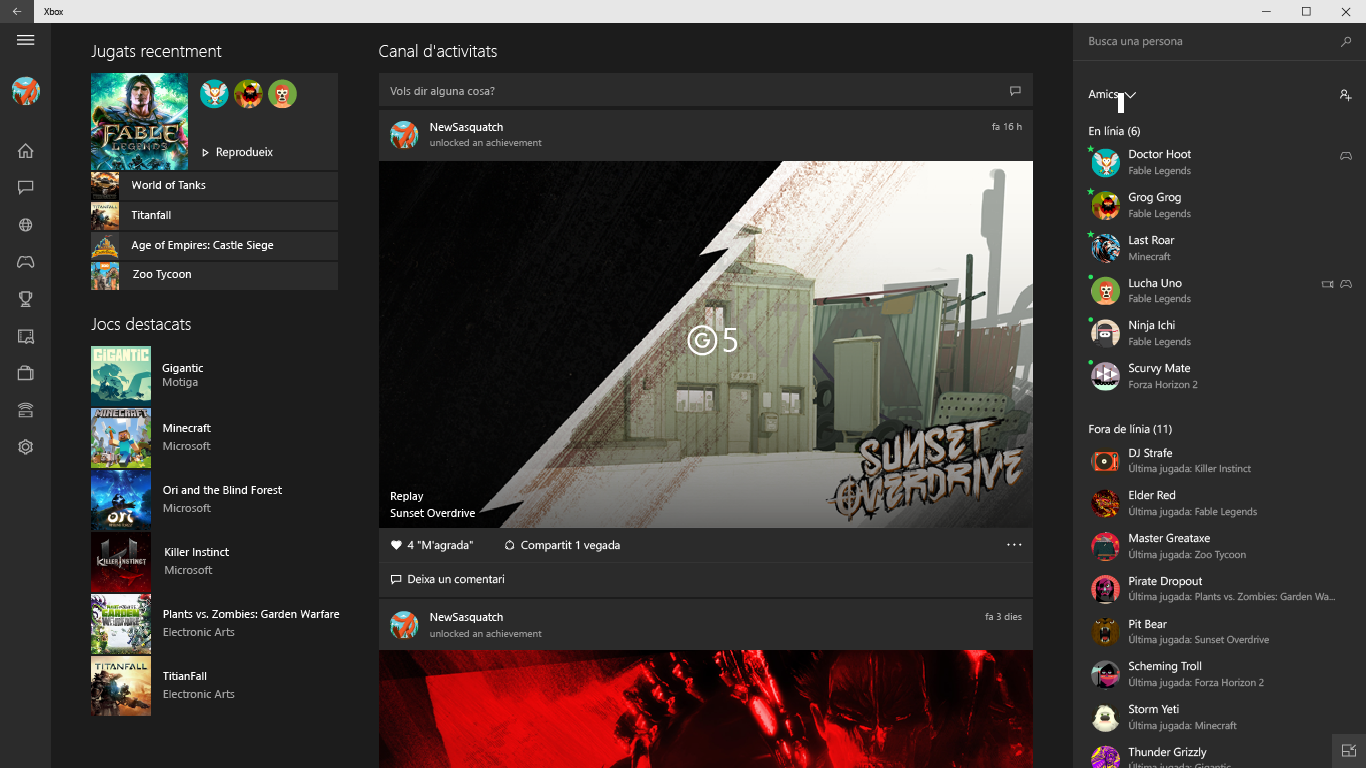 Xbox
Jugats recentment
FABLE
LEGENDS
Reprodueix
World of Tanks
TITANFALL
Titanfall
Age of Empires: Castle Siege
Zoo Tycoon
Jocs destacats
GIGANTIC
Gigantic
Motiga
MINECRAFT
Minecraft
Microsoft
ori
Ori and the Blind Forest
Microsoft
KILLER INSTINCT
Killer Instinct
Microsoft
GARDEN
WARFARE
Plants vs. Zombies: Garden Warfare
Electronic Arts
TITANFALL
TitianFall
Electronic Arts
Canal d'activitats
Vols dir alguna cosa?
NewSasquatch
fa 16 h
unlocked an achievement
G 5
SUNSET
OVERDRIVE
Replay
Sunset Overdrive
4 "M'agrada"
Compartit 1 vegada
Deixa un comentari
NewSasquatch
fa 3 dies
unlocked an achievement
Busca una persona
Amics
En línia (6)
Doctor Hoot
Fable Legends
Grog Grog
Fable Legends
Last Roar
Minecraft
Lucha Uno
Fable Legends
Ninja Ichi
Fable Legends
Scurvy Mate
Forza Horizon 2
Fora de línia (11)
DJ Strafe
Última jugada: Killer Instinct
Elder Red
Última jugada: Fable Legends
Master Greataxe
Última jugada: Zoo Tycoon
Pirate Dropout
Última jugada: Plants vs. Zombies: Garden Wa...
Pit Bear
Última jugada: Sunset Overdrive
Scheming Troll
Última jugada: Forza Horizon 2
Storm Yeti
Última jugada: Minecraft
Thunder Grizzly
Última jugada: Gigantic